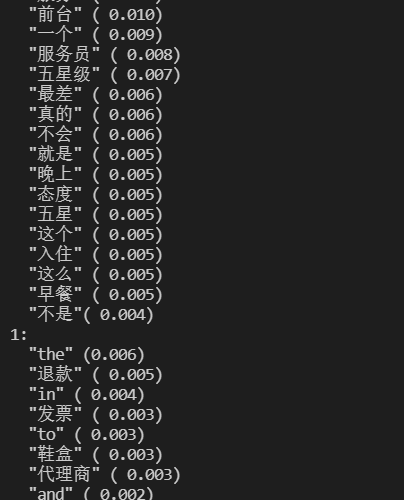 "前台" ( 0.010)
"一个" ( 0.009)
"服务员" ( 0.008)
"五星级" ( 0.007)
"最差" ( 0.006)
"真的" ( 0.006)
"不会" ( 0.006)
"就是" ( 0.005)
"晚上" ( 0.005)
"态度" ( 0.005)
"五星" ( 0.005)
"这个" ( 0.005)
"入住" ( 0.005)
"这么" ( 0.005)
"早餐" ( 0.005)
"不是"( 0.004)
1:
"the" (0.006)
"退款" ( 0.005)
"in" ( 0.004)
"发票" ( 0.003)
"to" ( 0.003)
"鞋盒" ( 0.003)
"代理商" ( 0.003)
"and" ( 0.002)